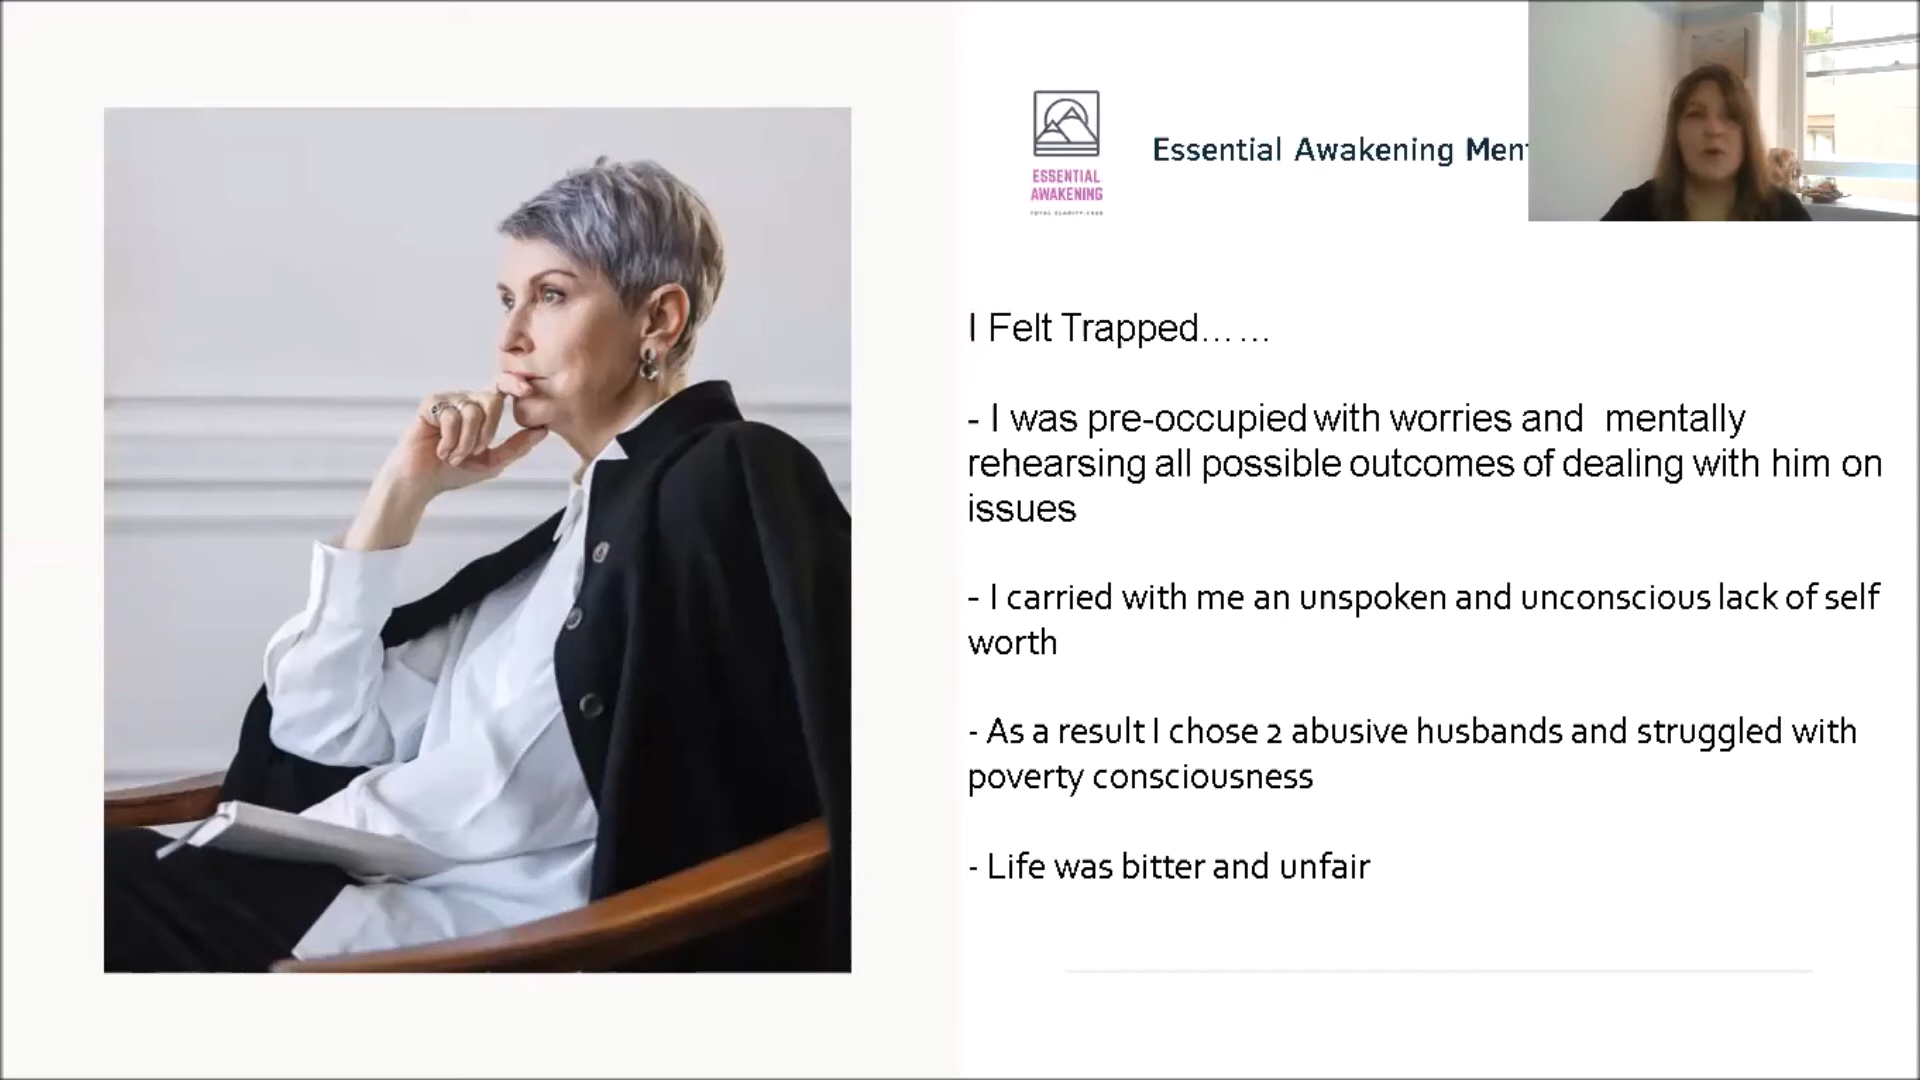 ESSENTIAL
AWAKENING
Essential Awakening Men
I Felt Trapped……
- I was pre-occupied with worries and mentally
rehearsing all possible outcomes of dealing with him on
issues
- I carried with me an unspoken and unconscious lack of self
worth
- As a result I chose 2 abusive husbands and struggled with
poverty consciousness
- Life was bitter and unfair